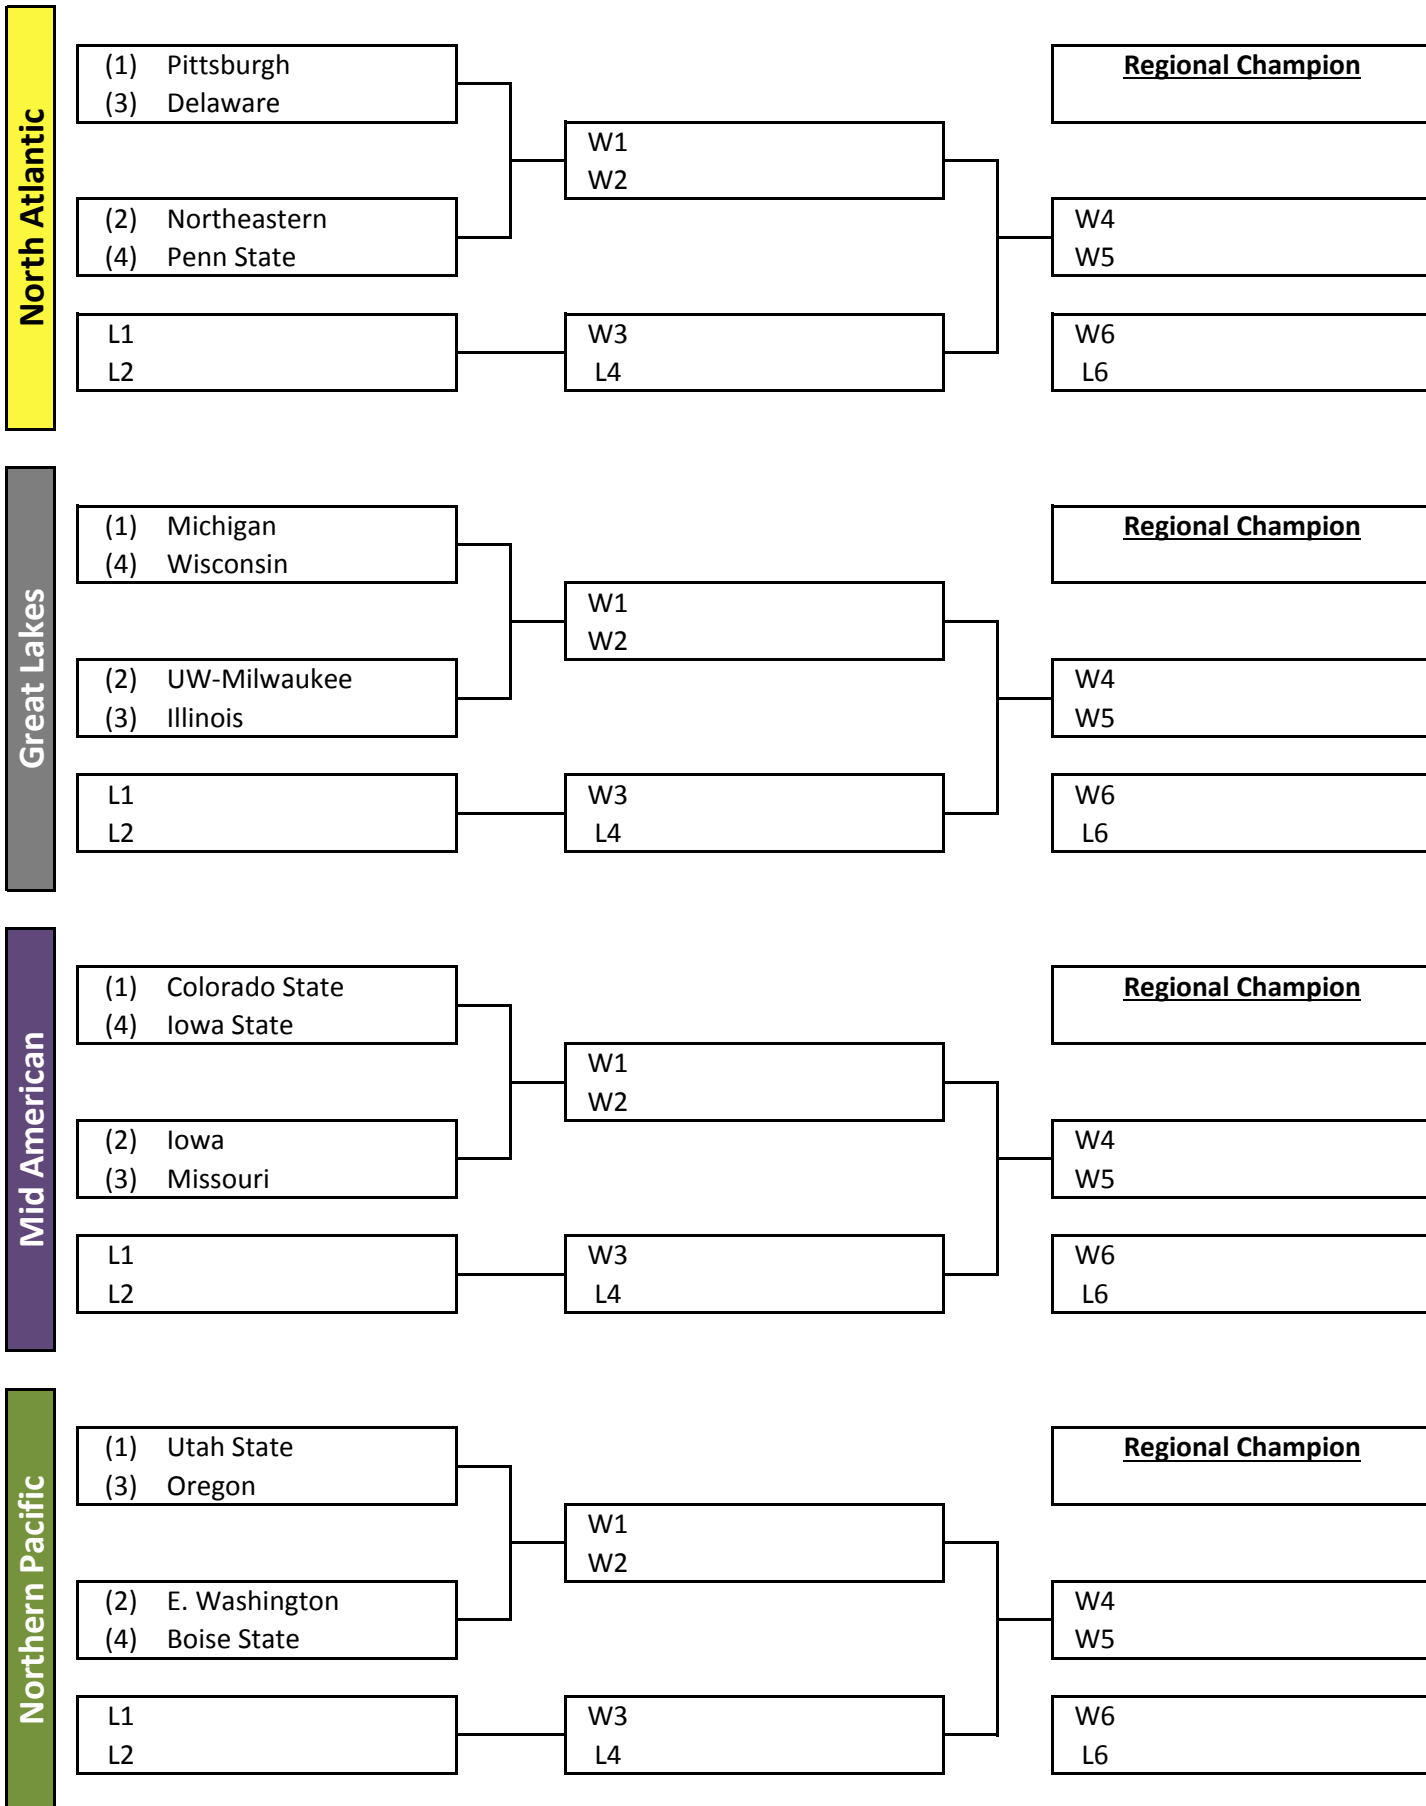 North Atlantic
(1) Pittsburgh
(3) Delaware
Regional Champion
W1
W2
(2) Northeastern
(4) Penn State
W4
W5
L1
L2
W3
L4
W6
L6
Great Lakes
(1) Michigan
(4) Wisconsin
Regional Champion
W1
W2
(2) UW-Milwaukee
(3) Illinois
W4
W5
L1
L2
W3
L4
W6
L6
Mid American
(1) Colorado State
(4) Iowa State
Regional Champion
W1
W2
(2) Iowa
(3) Missouri
W4
W5
L1
L2
W3
L4
W6
L6
Northern Pacific
(1) Utah State
(3) Oregon
Regional Champion
W1
W2
(2) E. Washington
(4) Boise State
W4
W5
L1
L2
W3
L4
W6
L6